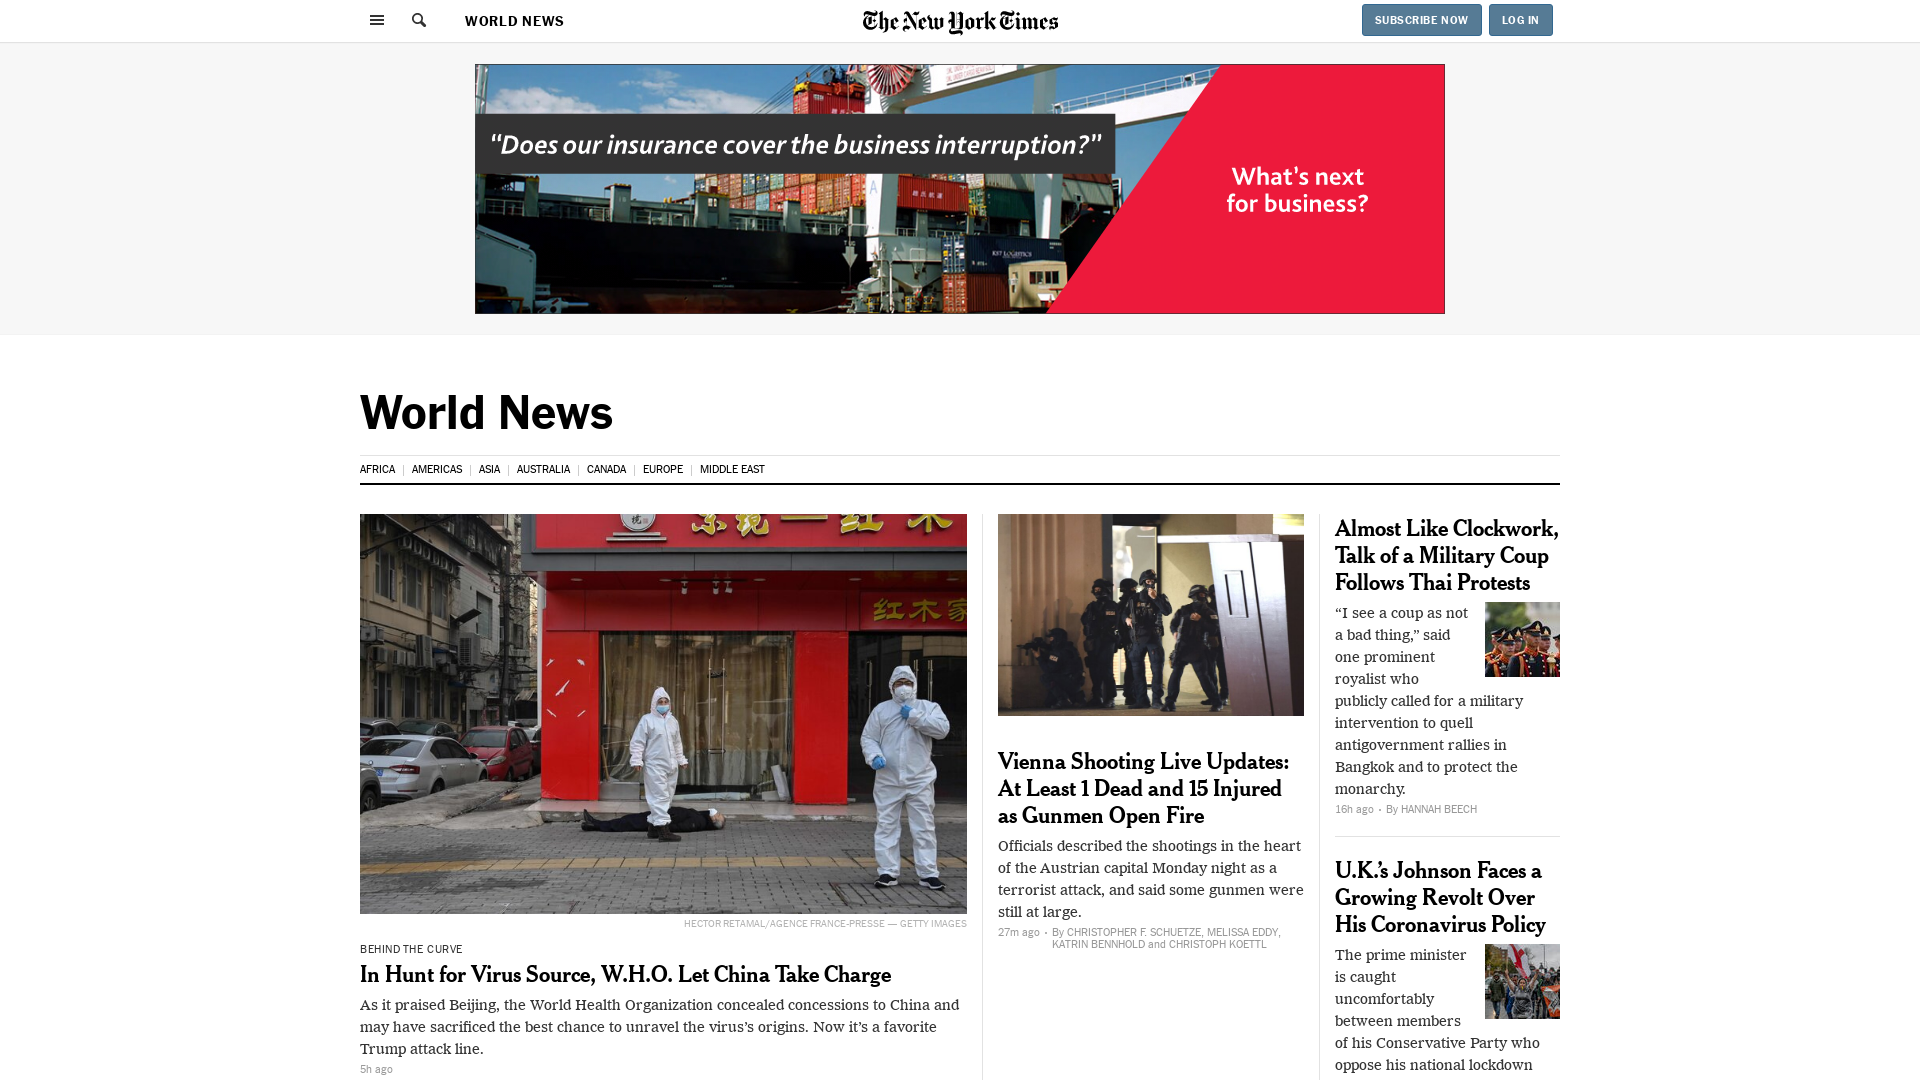 WORLD NEWS
The New York Times
SUBSCRIBE NOW
LOG IN
“Does our insurance cover the business interruption?”
What’s next
for business?
World News
AFRICA
AMERICAS
ASIA
AUSTRALIA
CANADA
EUROPE
MIDDLE EAST
红木家
HECTOR RETAMAL/AGENCE FRANCE-PRESSE — GETTY IMAGES
BEHIND THE CURVE
In Hunt for Virus Source, W.H.O. Let China Take Charge
As it praised Beijing, the World Health Organization concealed concessions to China and
may have sacrificed the best chance to unravel the virus’s origins. Now it’s a favorite
Trump attack line.
5h ago
Vienna Shooting Live Updates:
At Least 1 Dead and 15 Injured
as Gunmen Open Fire
Officials described the shootings in the heart
of the Austrian capital Monday night as a
terrorist attack, and said some gunmen were
still at large.
27m ago • By CHRISTOPHER F. SCHUETZE, MELISSA EDDY,
KATRIN BENNHOLD and CHRISTOPH KOETTL
Almost Like Clockwork,
Talk of a Military Coup
Follows Thai Protests
“I see a coup as not
a bad thing,” said
one prominent
royalist who
publicly called for a military
intervention to quell
antigovernment rallies in
Bangkok and to protect the
monarchy.
16h ago • By HANNAH BEECH
U.K.’s Johnson Faces a
Growing Revolt Over
His Coronavirus Policy
The prime minister
is caught
uncomfortably
between members
of his Conservative Party who
oppose his national lockdown